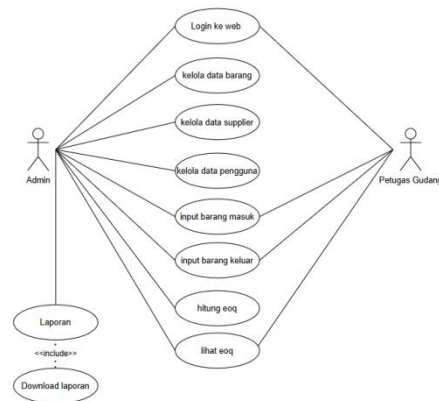 Login ke web
kelola data barang
kelola data supplier
kelola data pengguna
Admin
Petugas Gudang
input barang masuk
input barang keluar
hitung eoq
Laporan
lihat eoq
<<include>>
Download laporan